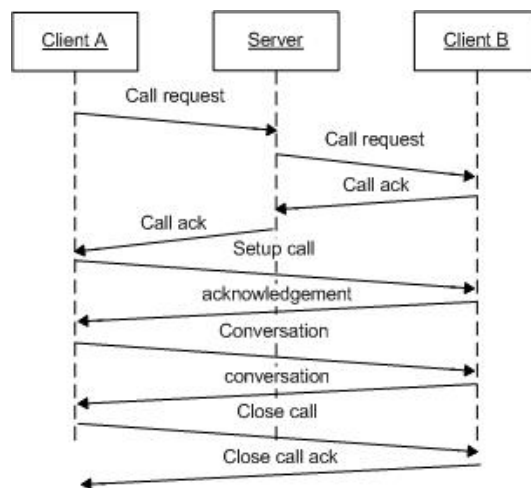 Client A
Server
Client B
Call request
Call request
Call ack
Call ack
Setup call
acknowledgement
Conversation
conversation
Close call
Close call ack